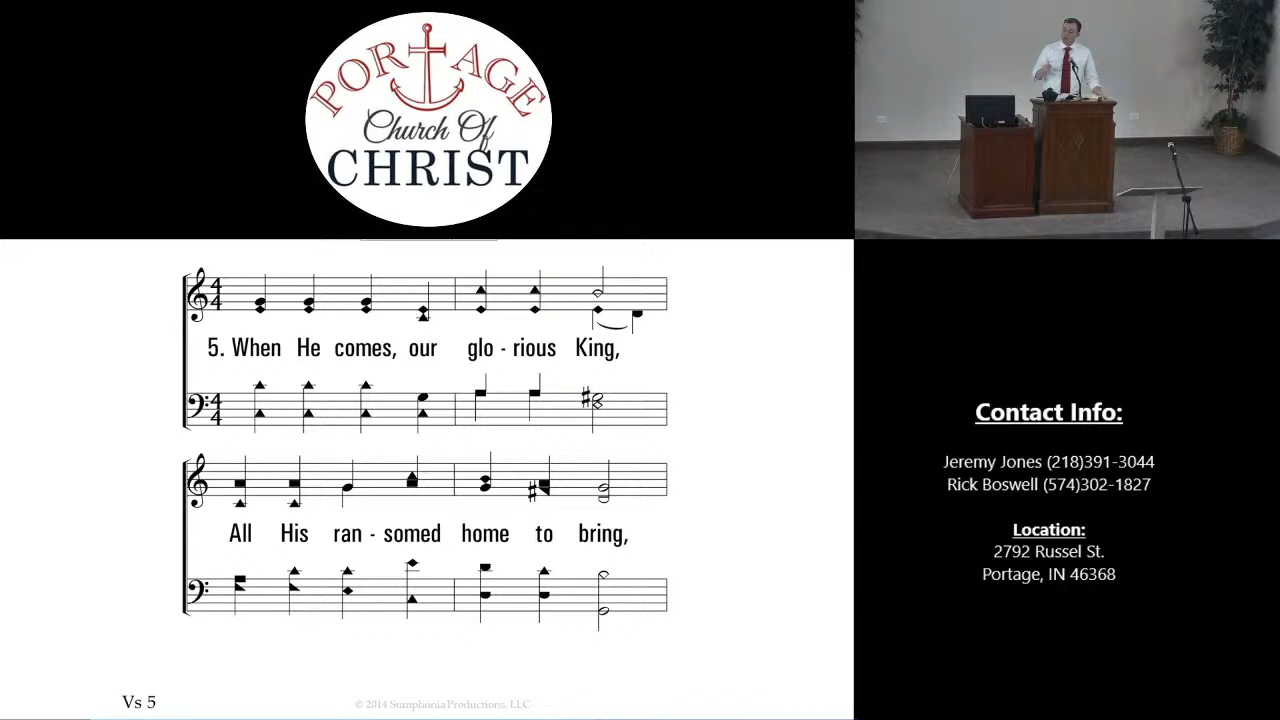 PORTAGE
Church Of
CHRIST
5. When He comes, our glo - rious King,
All His ran - somed home to bring,
Vs 5
© 2014 Sumphonia Productions, LLC
Contact Info:
Jeremy Jones (218)391-3044
Rick Boswell (574)302-1827
Location:
2792 Russel St.
Portage, IN 46368